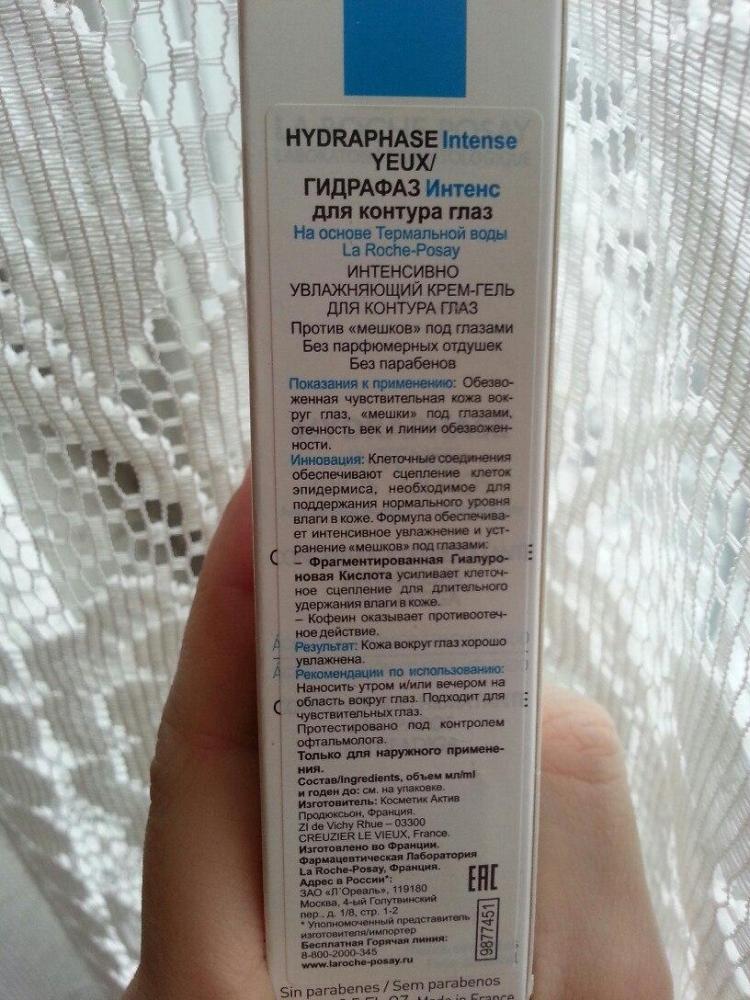 HYDRAPHASE Intense
YEUX/
ГИДРАФАЗ Интенс
для контура глаз
На основе Термальной воды
La Roche-Posay
ИНТЕНСИВНО
УВЛАЖНЯЮЩИЙ КРЕМ-ГЕЛЬ
ДЛЯ КОНТУРА ГЛАЗ
Против «мешков» под глазами
Без парфюмерных отдушек
Без парабенов
Показания к применению: Обезво-
женная чувствительная кожа вок-
руг глаз, «мешки» под глазами,
отечность век и линии обезвожен-
ности.
Инновация: Клеточные соединения
обеспечивают сцепление клеток
эпидермиса, необходимое для
поддержания нормального уровня
влаги в коже. Формула обеспечива-
ет интенсивное увлажнение и уст-
ранение «мешков» под глазами:
– Фрагментированная Гиалуро-
новая Кислота усиливает клеточ-
ное сцепление для длительного
удержания влаги в коже.
– Кофеин оказывает противоотеч-
ное действие.
Результат: Кожа вокруг глаз хорошо
увлажнена.
Рекомендации по использованию:
Наносить утром и/или вечером на
область вокруг глаз. Подходит для
чувствительных глаз.
Протестировано под контролем
офтальмолога.
Только для наружного примене-
ния.
Состав/Ingredients, объем мл/ml
и годен до: см. на упаковке.
Изготовитель: Косметик Актив
Продюксьон, Франция.
ZI de Vichy Rhue – 03300
CREUZIER LE VIEUX, France.
Изготовлено во Франции.
Фармацевтическая Лаборатория
La Roche-Posay, Франция.
Адрес в России*:
ЗАО «Л'Ореаль», 119180
Москва, 4-ый Голутвинский
пер., д. 1/8, стр. 1-2
* Уполномоченный представитель
изготовителя/импортер
Бесплатная Горячая линия:
8-800-2000-345
www.laroche-posay.ru
EAC
9877451
Sin parabenes / Sem parabenos
Made in France